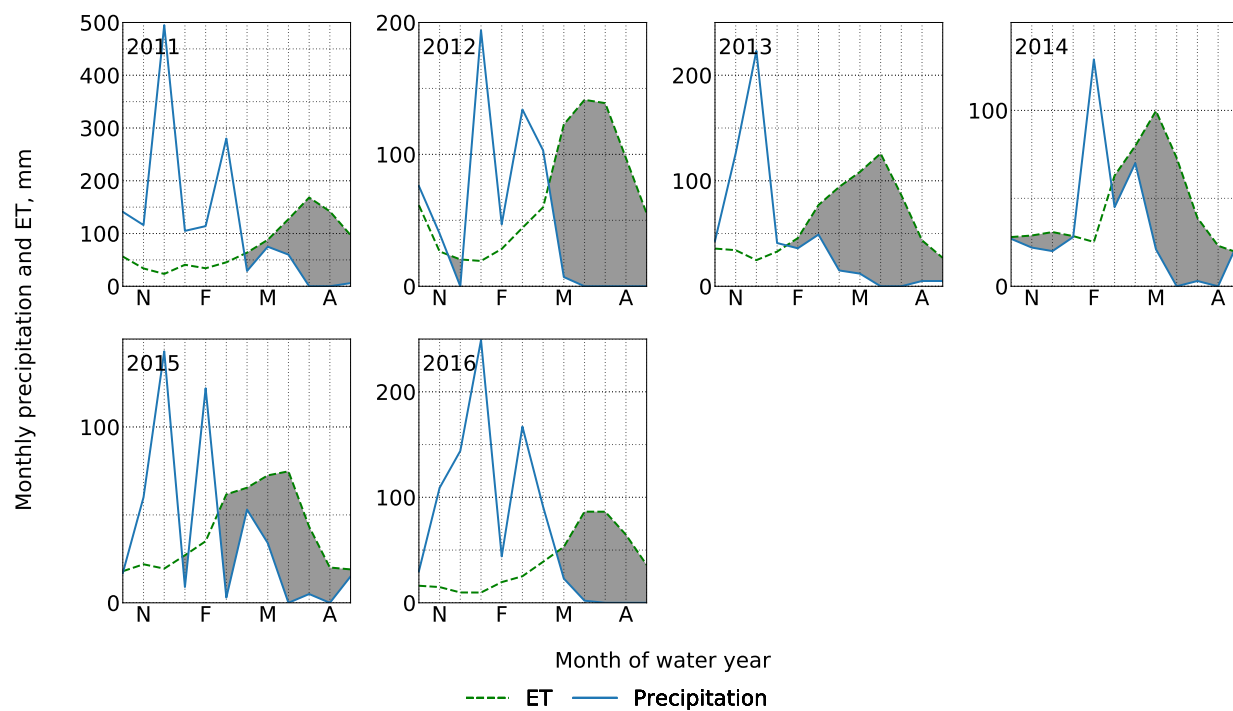 Monthly precipitation and ET, mm
500
400
300
200
100
0
2011
N F M A
200
100
0
2012
N F M A
200
100
0
2013
N F M A
100
0
2014
N F M A
100
0
2015
N F M A
200
100
0
2016
N F M A
Month of water year
ET Precipitation